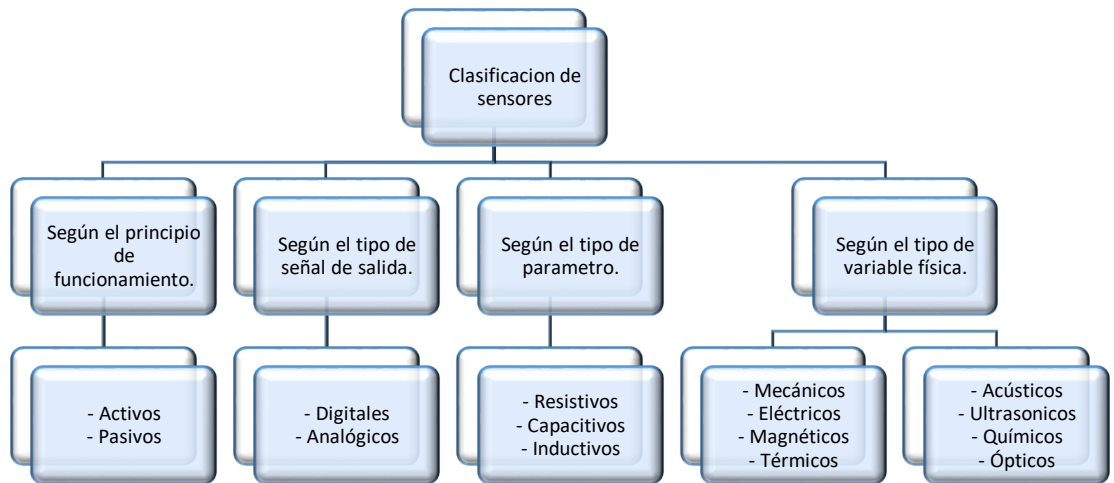 Clasificacion de
sensores
Según el principio
de
funcionamiento.
Según el tipo de
señal de salida.
Según el tipo de
parametro.
Según el tipo de
variable física.
- Activos
- Pasivos
- Digitales
- Analógicos
- Resistivos
- Capacitivos
- Inductivos
- Mecánicos
- Eléctricos
- Magnéticos
- Térmicos
- Acústicos
- Ultrasonicos
- Químicos
- Ópticos